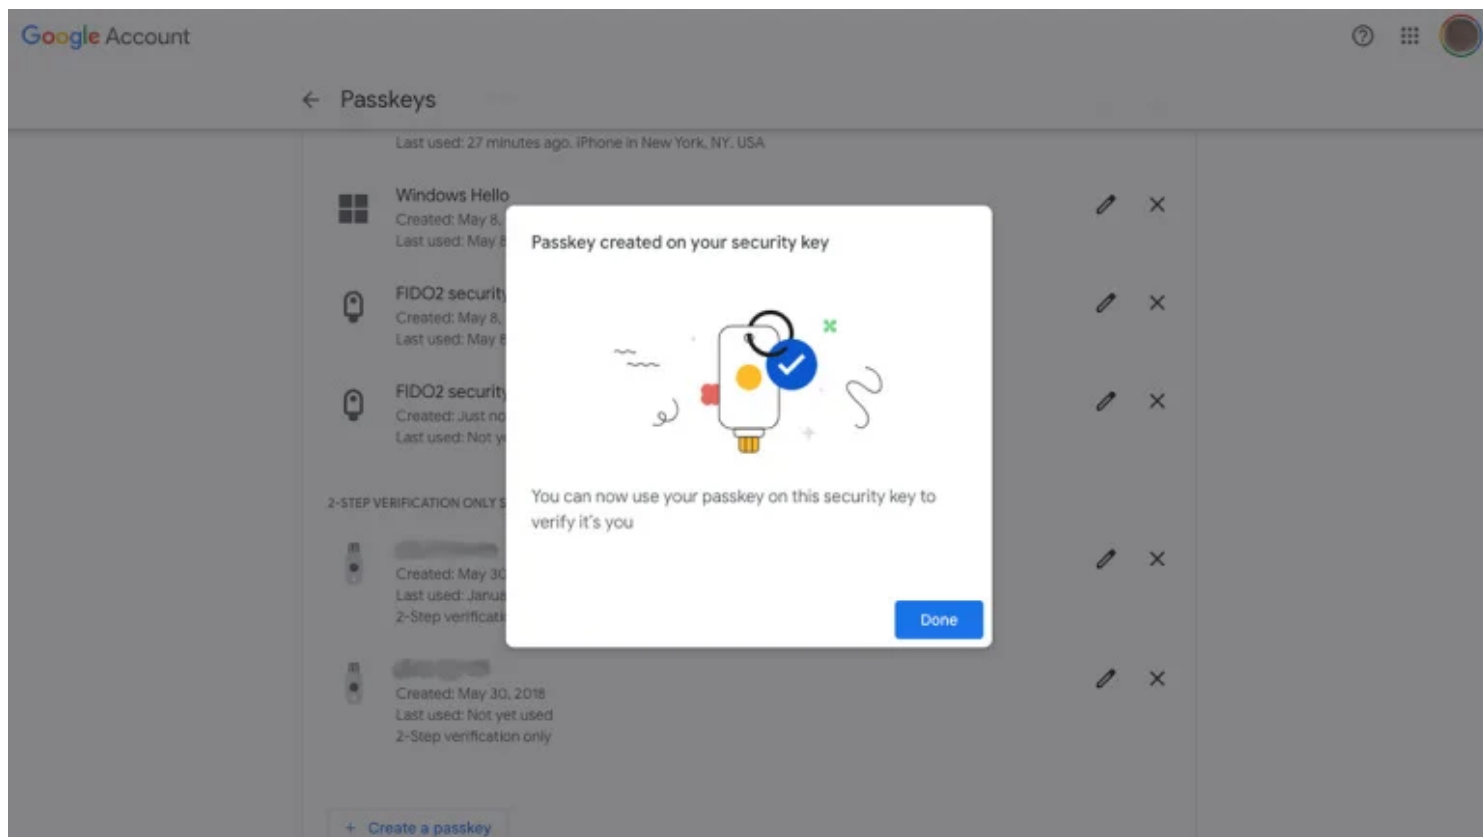 Google Account
Passkeys
Last used: 27 minutes ago. iPhone in New York, NY. USA
Windows Hello
Created: May 8,
Last used: May 8
FIDO2 security
Created: May 8,
Last used: May 8
FIDO2 security
Created: Just no
Last used: Not y
Passkey created on your security key
You can now use your passkey on this security key to
verify it's you
Done
2-STEP VERIFICATION ONLY S
Created: May 30
Last used: Janua
2-Step verificatio
Created: May 30, 2018
Last used: Not yet used
2-Step verification only
+ Create a passkey